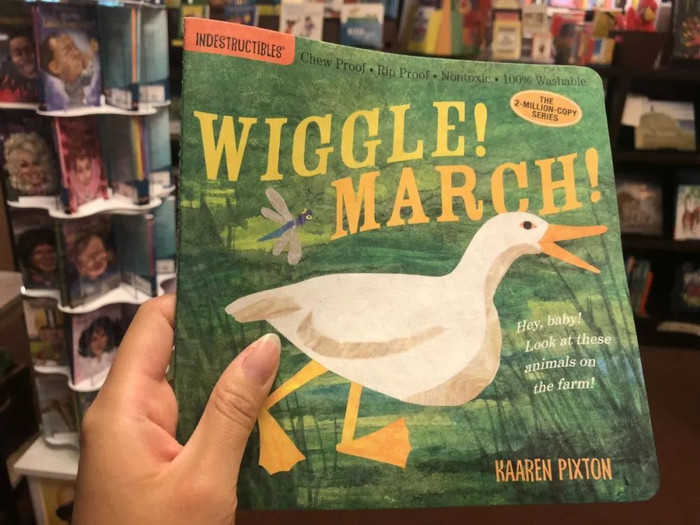 INDESTRUCTIBLES®
Chew Proof • Rip Proof • Nontoxic • 100% Washable
THE
2-MILLION-COPY
SERIES
WIGGLE!
MARCH!
Hey, baby!
Look at these
animals on
the farm!
KAAREN PIXTON